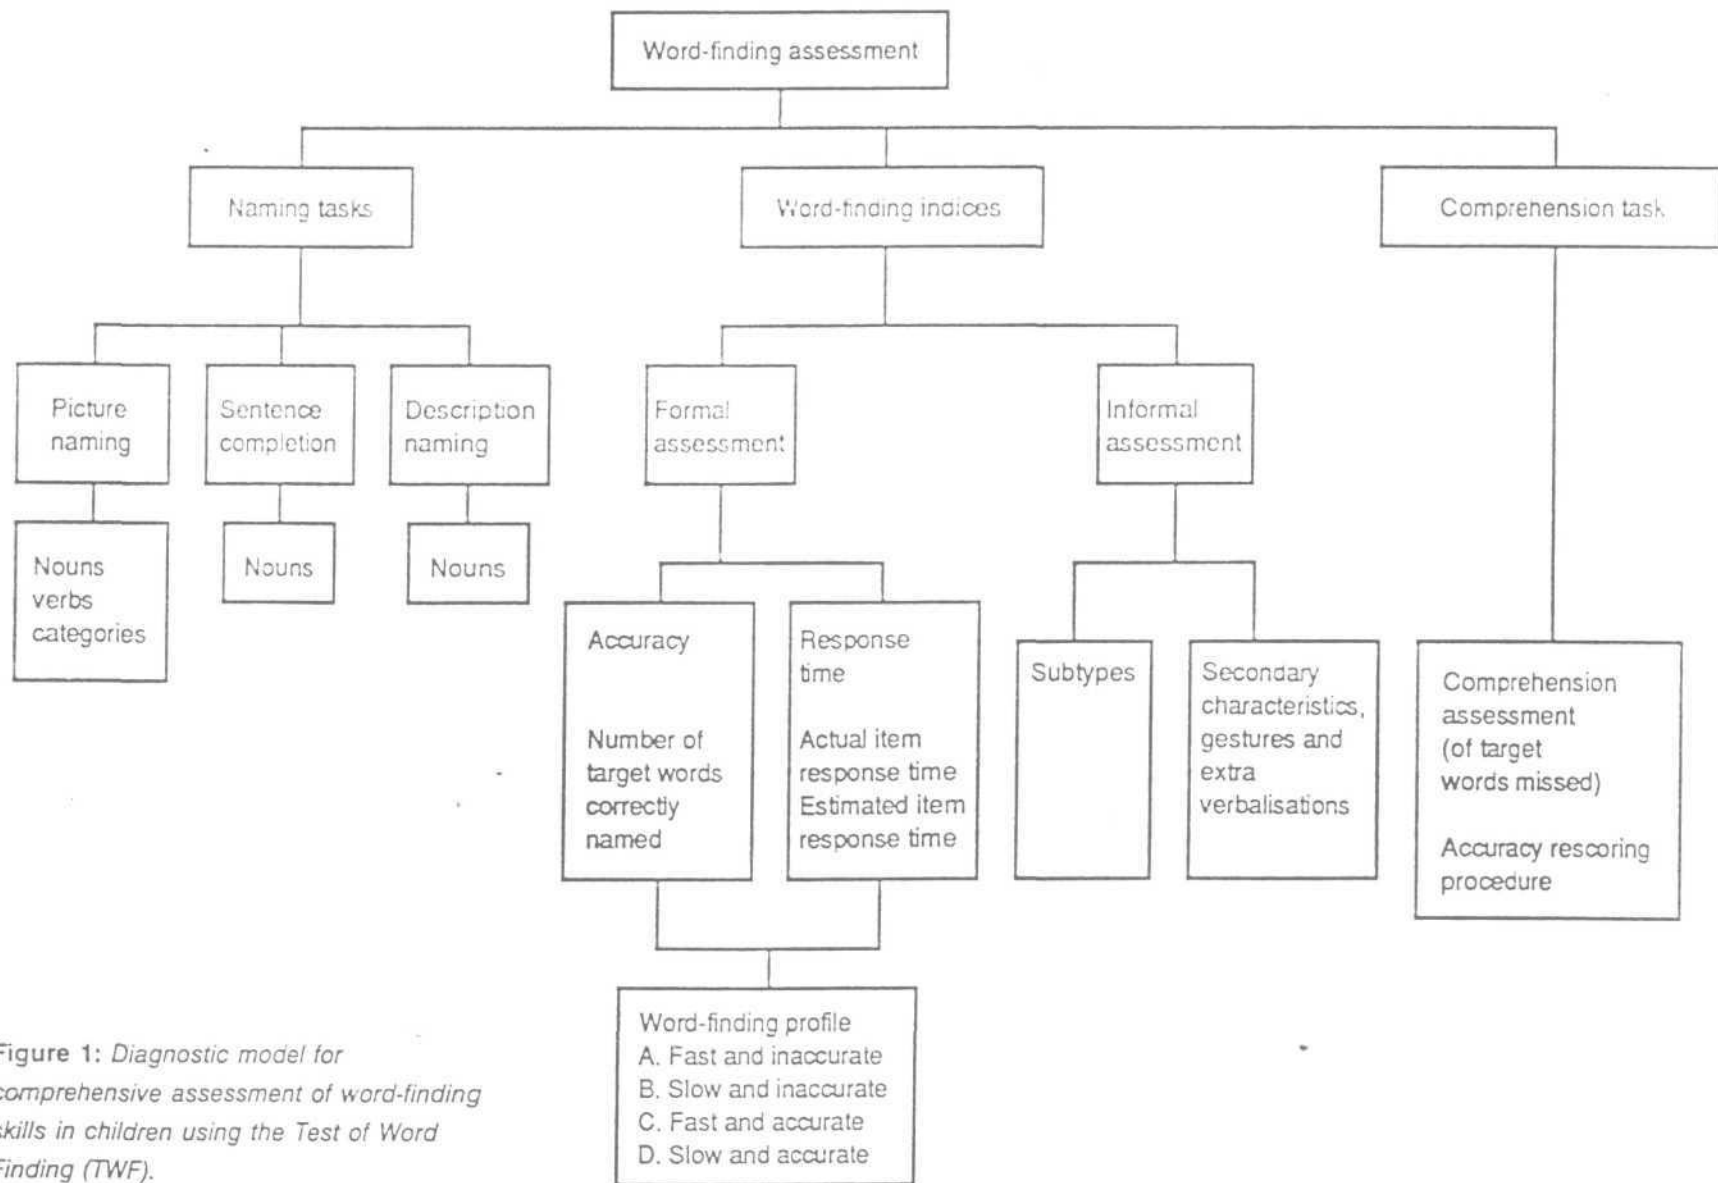 Word-finding assessment
Naming tasks
Word-finding indices
Comprehension task
Picture
naming
Sentence
completion
Description
naming
Formal
assessment
Informal
assessment
Nouns
verbs
categories
Nouns
Nouns
Accuracy
Number of
target words
correctly
named
Response
time
Actual item
response time
Estimated item
response time
Subtypes
Secondary
characteristics,
gestures and
extra
verbalisations
Comprehension
assessment
(of target
words missed)
Accuracy rescoring
procedure
Word-finding profile
A. Fast and inaccurate
B. Slow and inaccurate
C. Fast and accurate
D. Slow and accurate
Figure 1: Diagnostic model for
comprehensive assessment of word-finding
skills in children using the Test of Word
Finding (TWF).